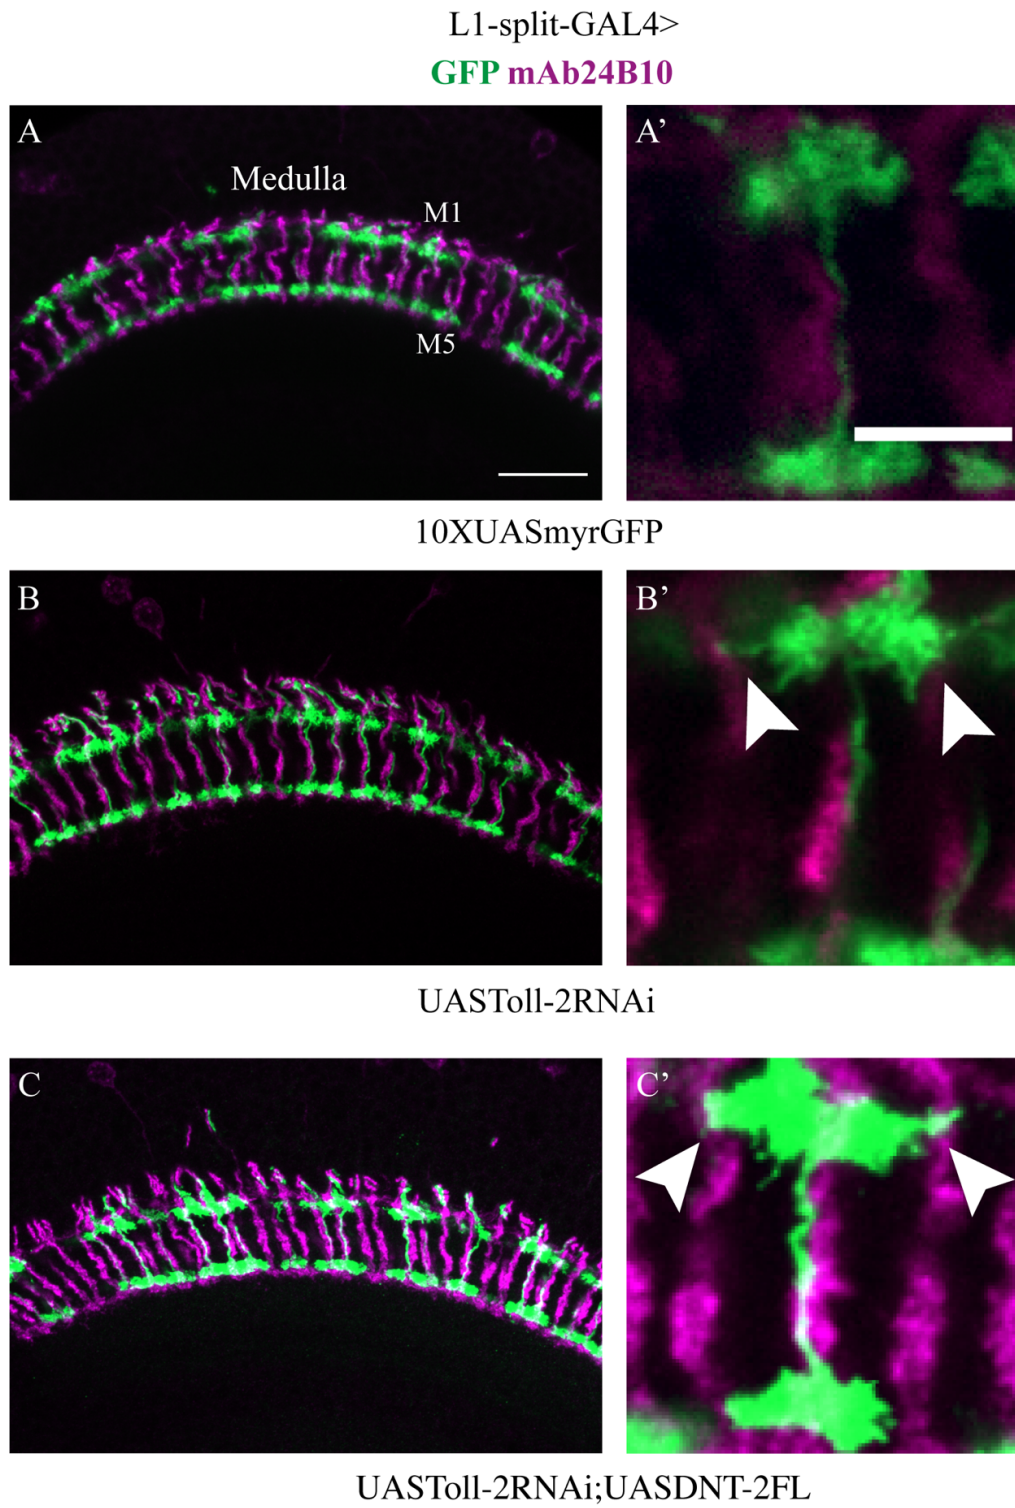 L1-split-GAL4>
GFP mAb24B10
A
Medulla
M1
M5
A’
10XUASmyrGFP
B
B’
UASToll-2RNAi
C
C’
UASToll-2RNAi;UASDNT-2FL